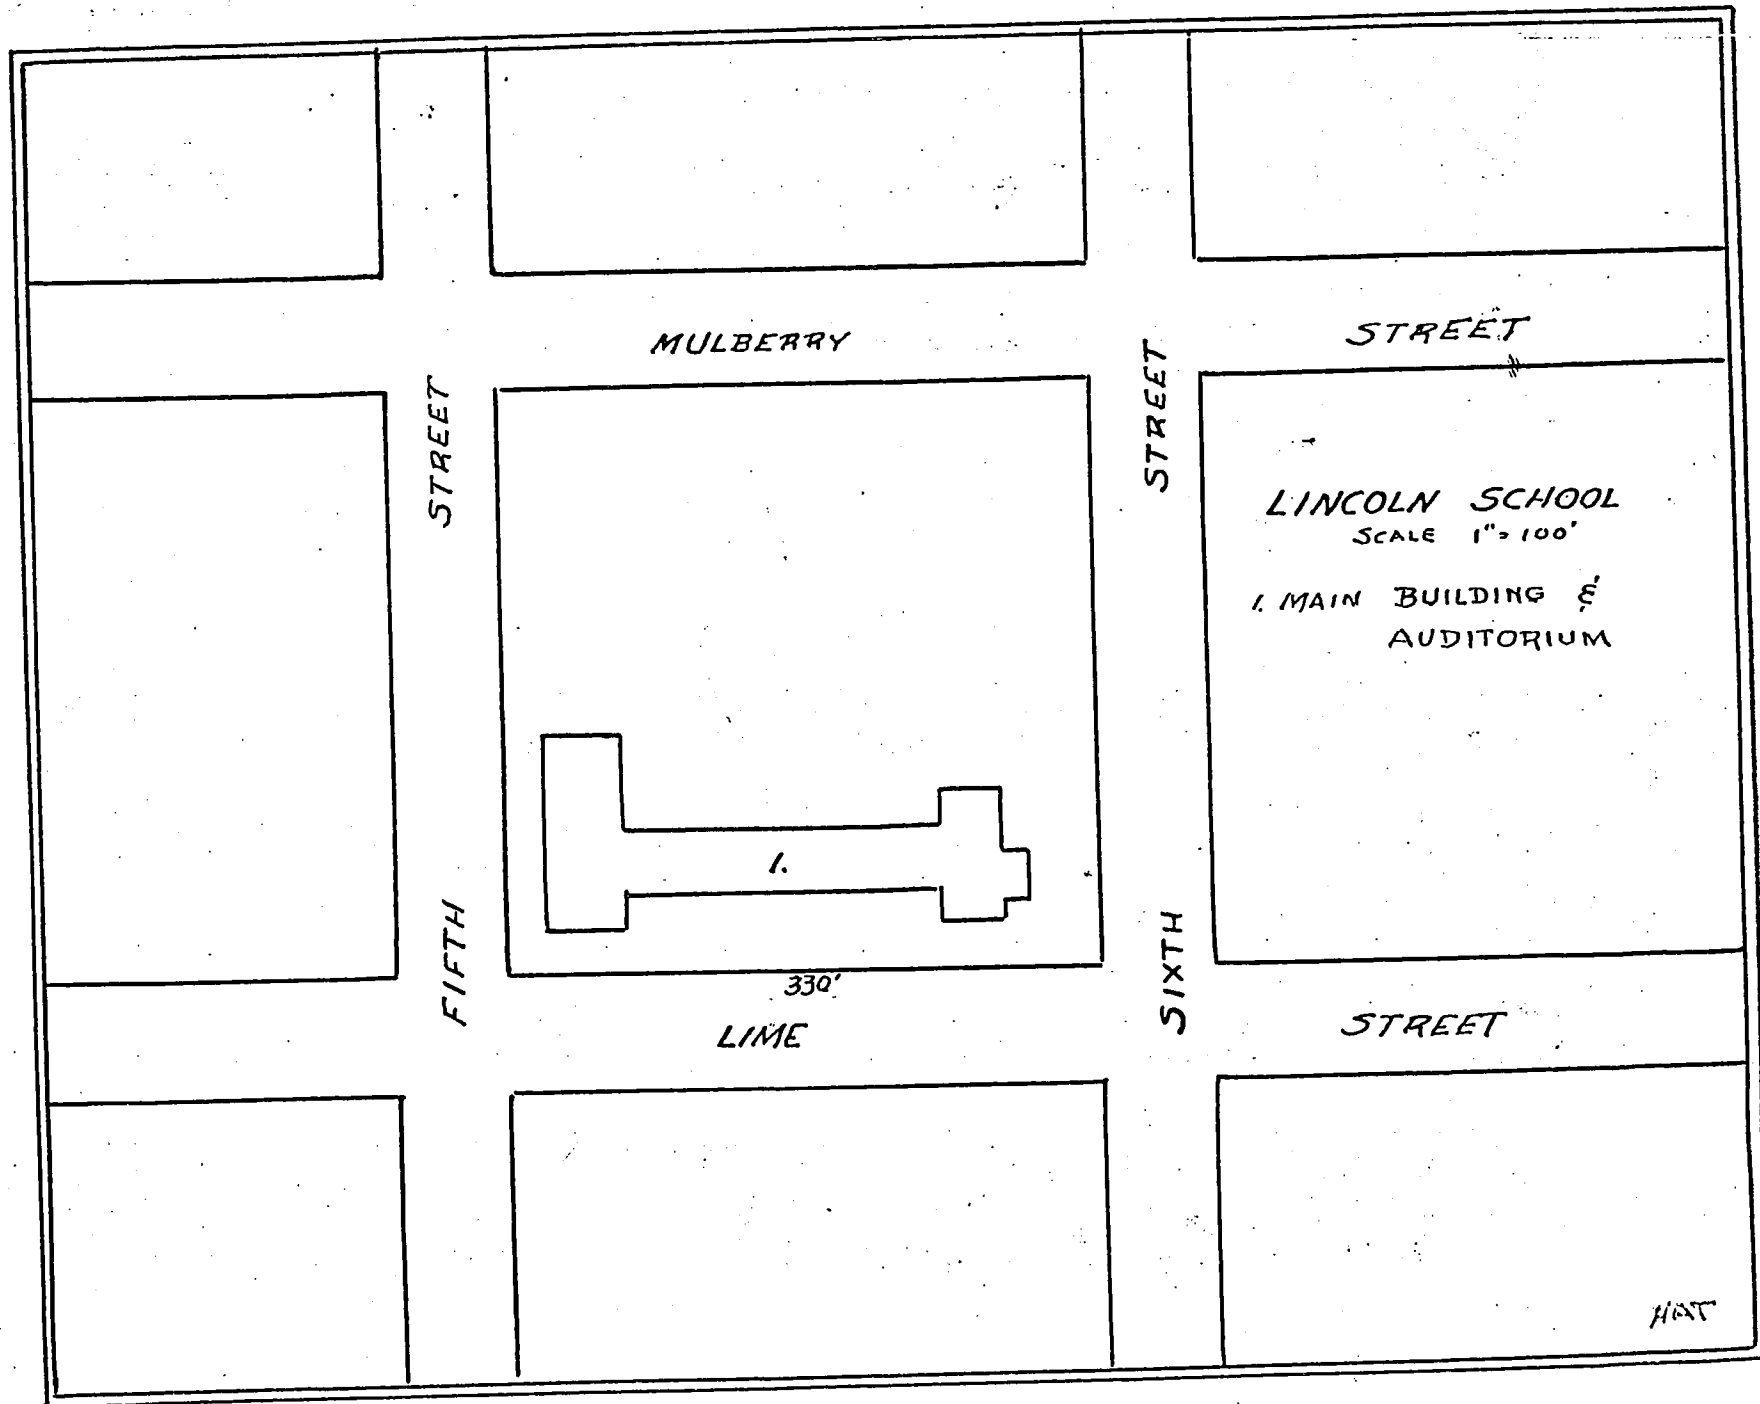 MULBERRY STREET
FIFTH STREET
SIXTH STREET
LINCOLN SCHOOL
SCALE 1"=100'
1. MAIN BUILDING &
AUDITORIUM
1.
330'
LIME STREET
HAT